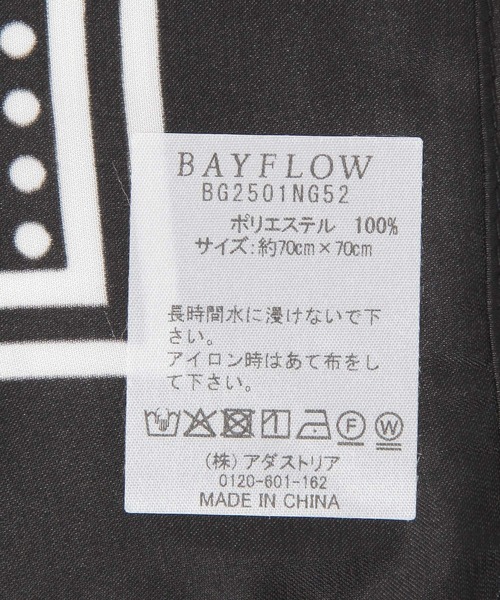 BAYFLOW
BG2501NG52
ポリエステル 100%
サイズ：約70cm×70cm
長時間水に浸けないで下
さい。
アイロン時はあて布をし
て下さい。
F W
(株) アダストリア
0120-601-162
MADE IN CHINA